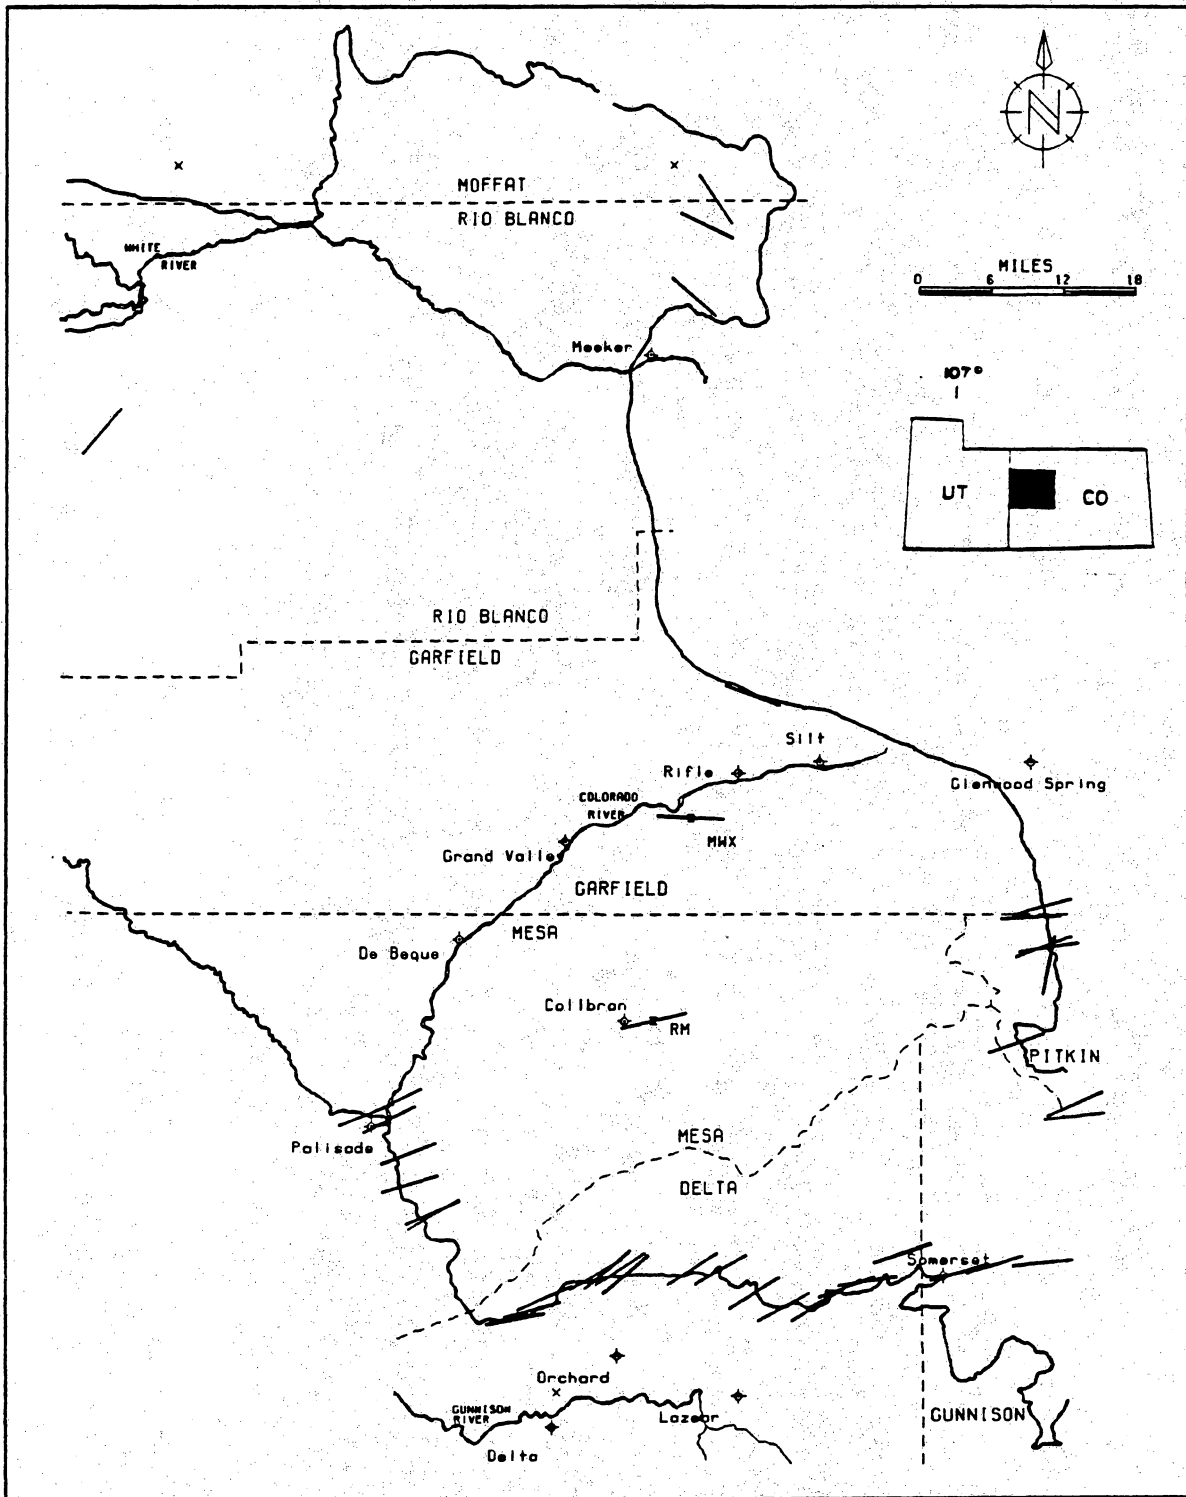 N
MOFFAT
RIO BLANCO
WHITE
RIVER
MILES
0 6 12 18
Meeker
107°
UT
CO
RIO BLANCO
GARFIELD
Silt
Rifle
Glenwood Spring
COLORADO
RIVER
MWX
Grand Valley
GARFIELD
MESA
De Beque
Collbran
RM
PITKIN
Palisade
MESA
DELTA
Somerset
Orchard
GUNNISON
RIVER
Lazear
GUNNISON
Delta